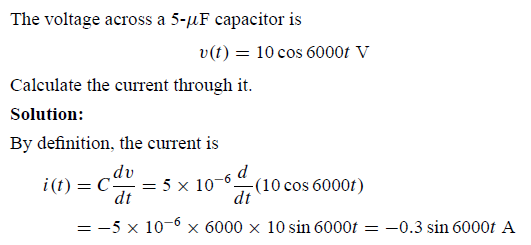 The voltage across a 5-μF capacitor is
v(t) = 10 cos 6000t V
Calculate the current through it.
Solution:
By definition, the current is
i(t) = C dv/dt = 5 × 10⁻⁶ d/dt (10 cos 6000t)
= −5 × 10⁻⁶ × 6000 × 10 sin 6000t = −0.3 sin 6000t A